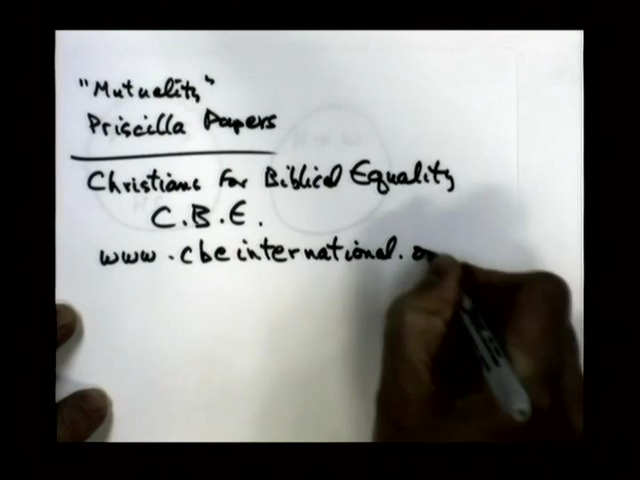 "Mutuality"
Priscilla Papers
Christians For Biblical Equality
C.B.E.
www.cbeinternational.or